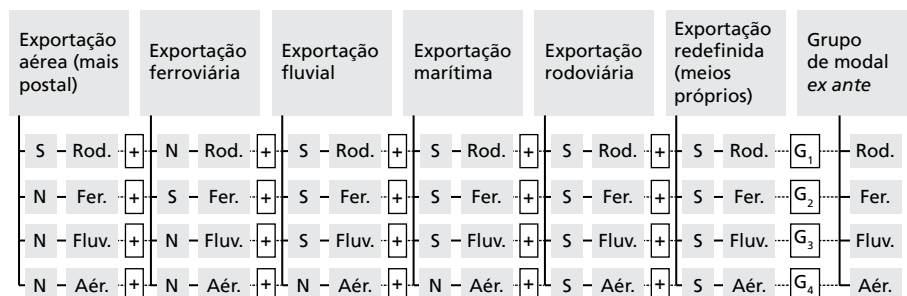 Exportação aérea (mais postal)
Exportação ferroviária
Exportação fluvial
Exportação marítima
Exportação rodoviária
Exportação redefinida (meios próprios)
Grupo de modal ex ante
S Rod. + N Rod. + S Rod. + S Rod. + S Rod. + S Rod. G1 Rod.
N Fer. + S Fer. + S Fer. + S Fer. + S Fer. + S Fer. G2 Fer.
N Fluv. + N Fluv. + S Fluv. + S Fluv. + S Fluv. + S Fluv. G3 Fluv.
N Aér. + N Aér. + N Aér. + N Aér. + S Aér. + S Aér. G4 Aér.